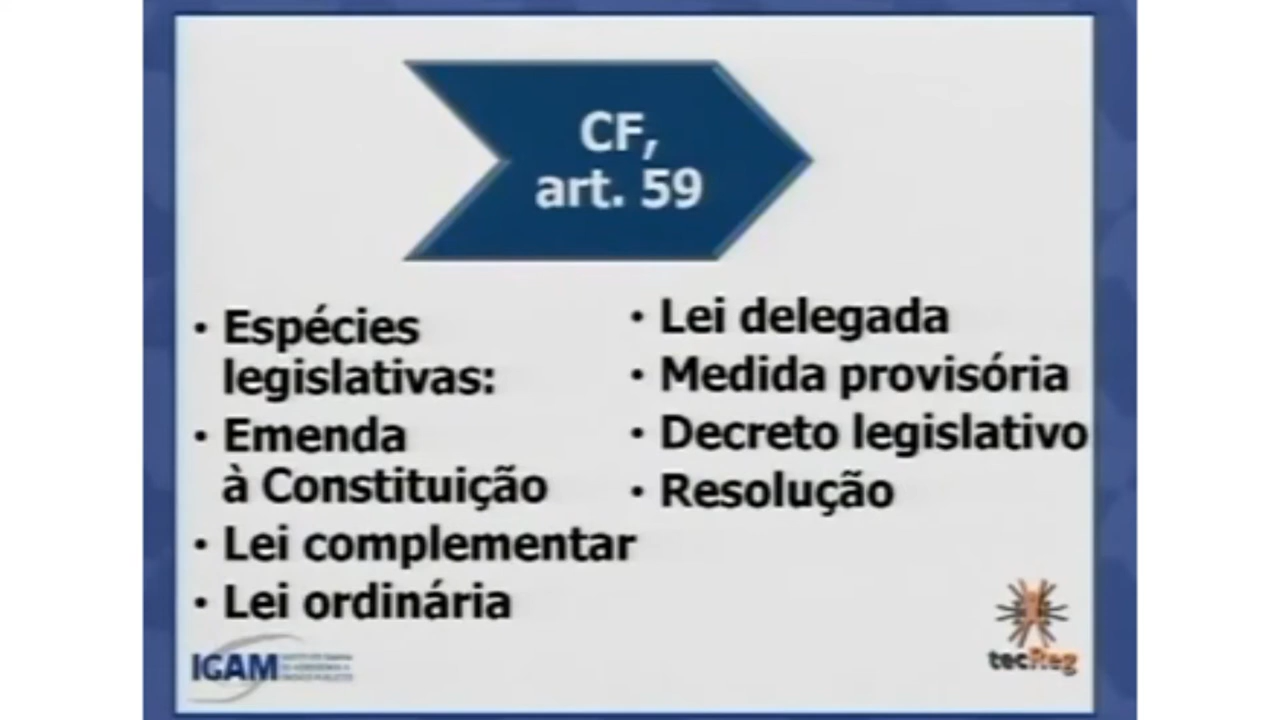 CF,
art. 59
• Espécies
legislativas:
• Emenda
à Constituição
• Lei complementar
• Lei ordinária
• Lei delegada
• Medida provisória
• Decreto legislativo
• Resolução
IGAM
tecReg